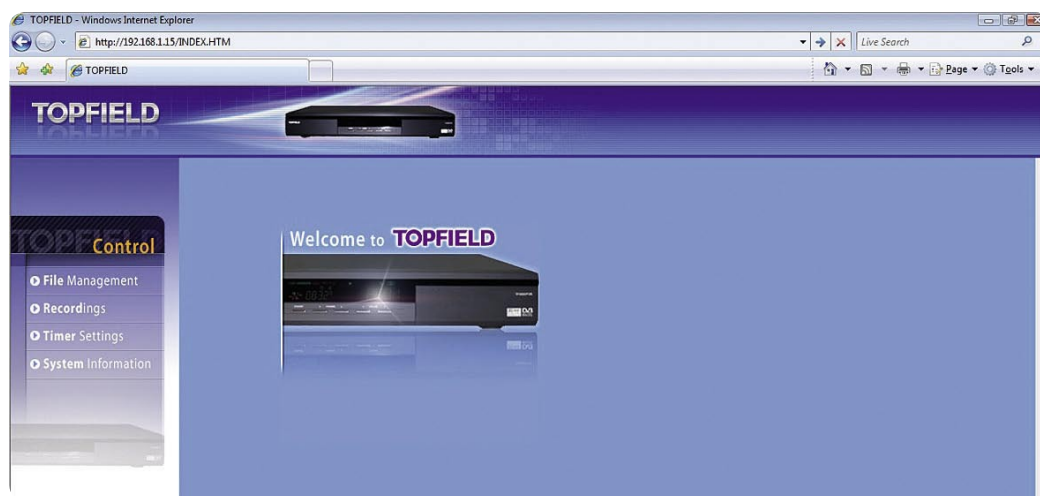 TOPFIELD - Windows Internet Explorer
http://192.168.1.15/INDEX.HTM
Live Search
TOPFIELD
Page
Tools
TOPFIELD
TOPFIELD
Control
Welcome to TOPFIELD
File Management
Recordings
Timer Settings
System Information